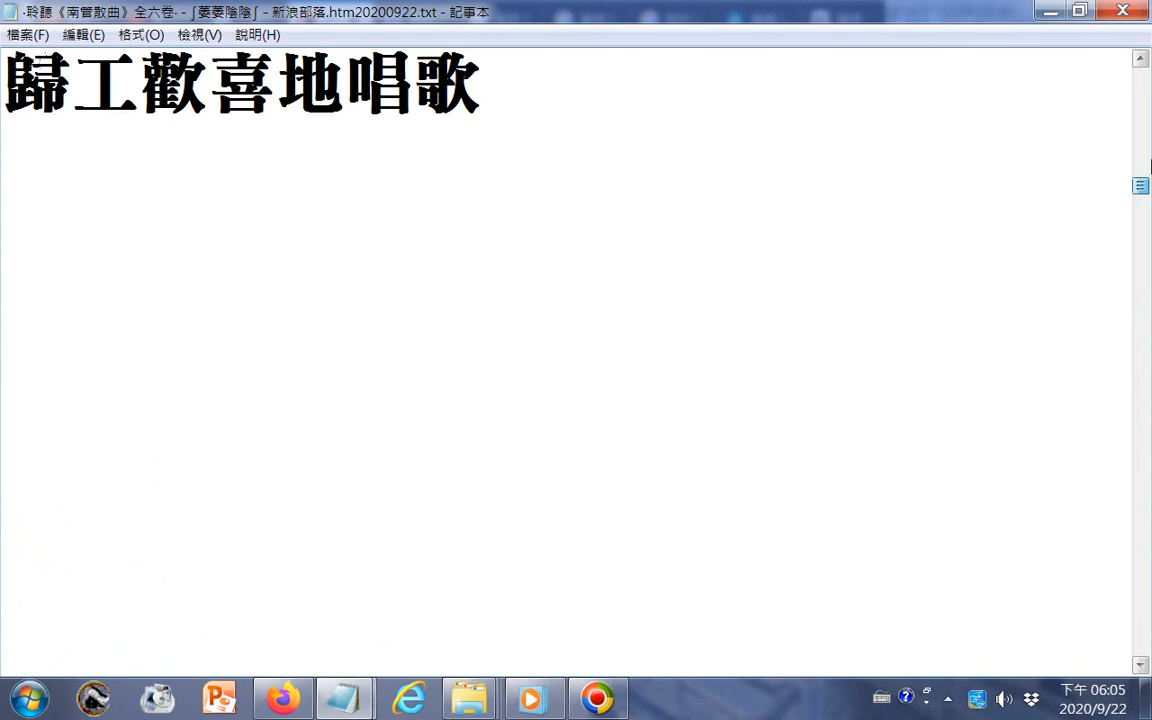 ·聆聽《南管散曲》全六卷· - ∫萋萋陰陰∫ - 新浪部落.htm20200922.txt - 記事本
檔案(F) 編輯(E) 格式(O) 檢視(V) 說明(H)
歸工歡喜地唱歌
下午 06:05
2020/9/22